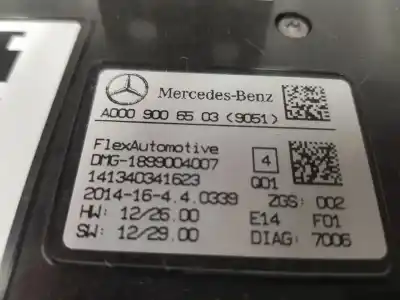 Mercedes-Benz
A000 900 65 03 (9051)
FlexAutomotive
DMG-1899004007
4
141340341623
Q01
2014-16-4.4.0339
ZGS: 002
HW: 12/26.00
E14 F01
SW: 12/29.00
DIAG: 7006